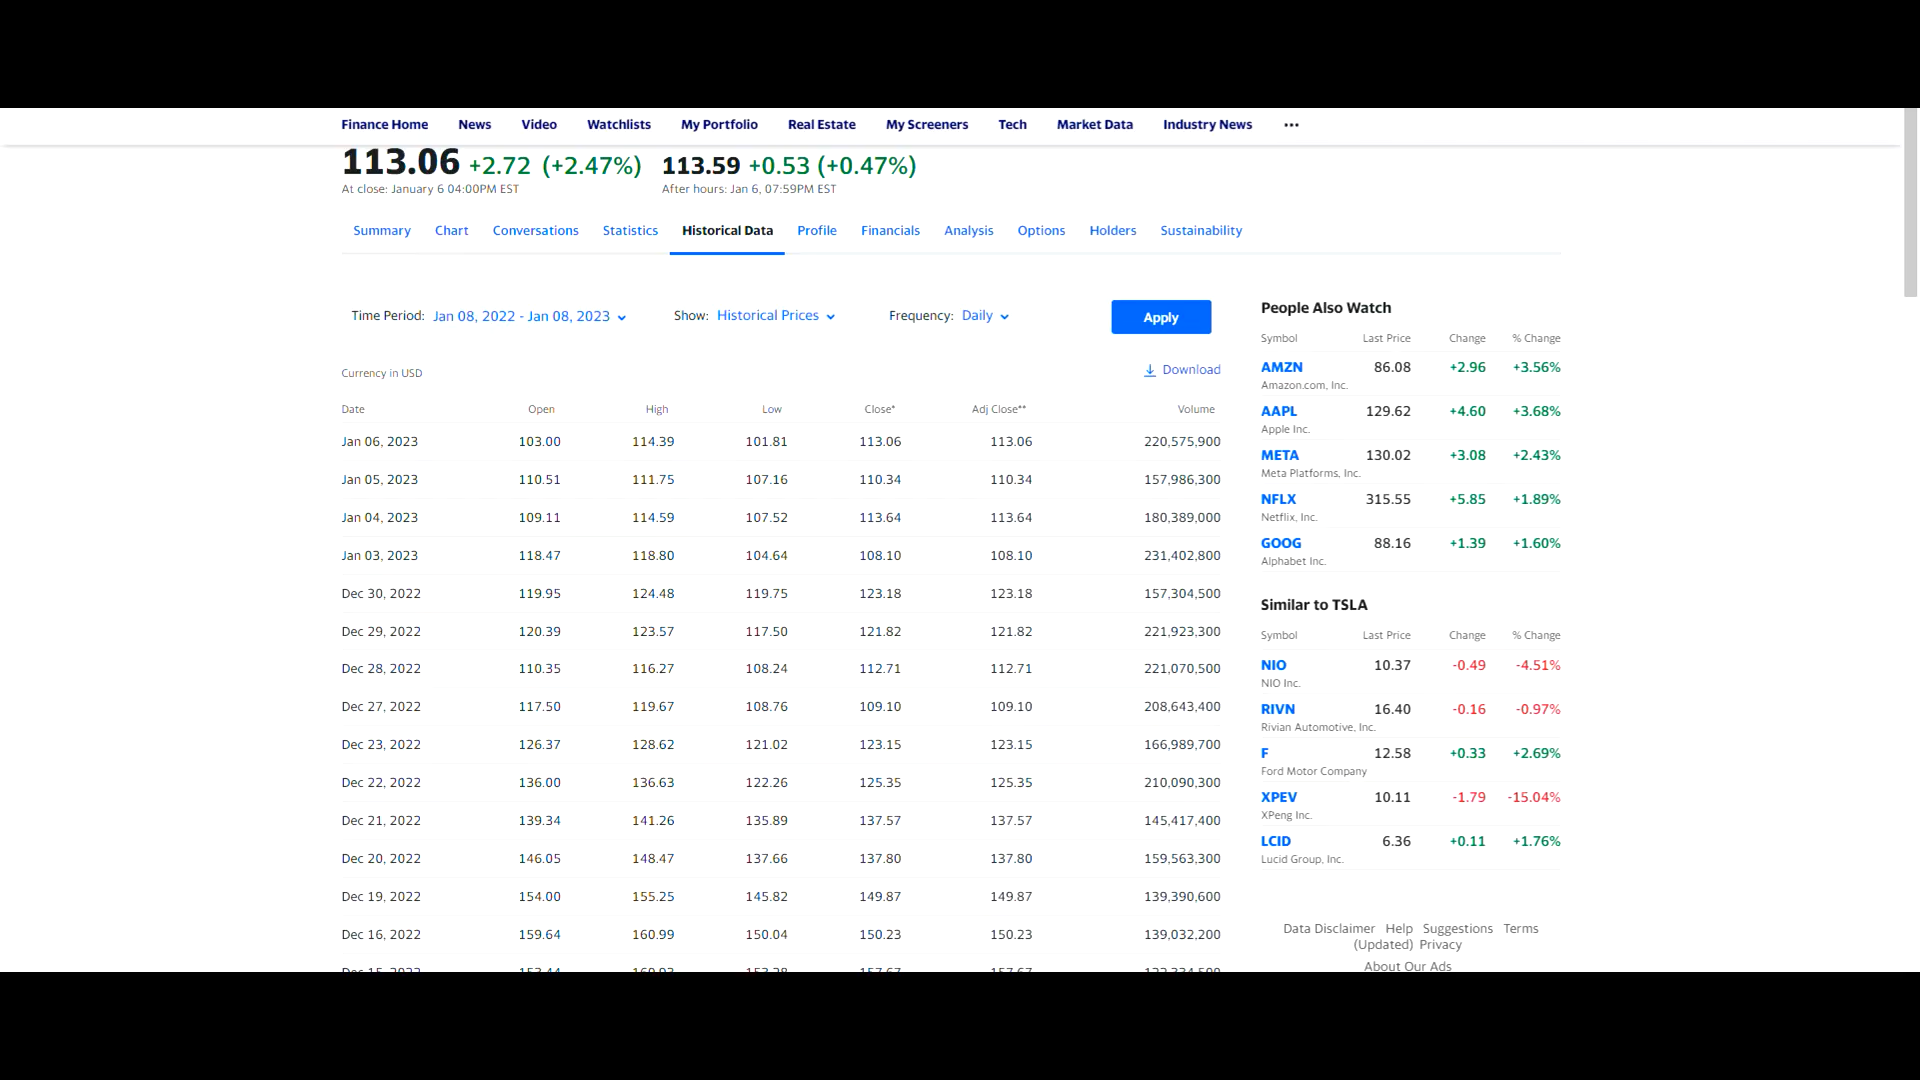 Finance Home News Video Watchlists My Portfolio Real Estate My Screeners Tech Market Data Industry News ...
113.06 +2.72 (+2.47%) 113.59 +0.53 (+0.47%)
At close: January 6 04:00PM EST After hours: Jan 6, 07:59PM EST
Summary Chart Conversations Statistics Historical Data Profile Financials Analysis Options Holders Sustainability
Time Period: Jan 08, 2022 - Jan 08, 2023 Show: Historical Prices Frequency: Daily Apply
Currency in USD Download
Date Open High Low Close* Adj Close** Volume
Jan 06, 2023 103.00 114.39 101.81 113.06 113.06 220,575,900
Jan 05, 2023 110.51 111.75 107.16 110.34 110.34 157,986,300
Jan 04, 2023 109.11 114.59 107.52 113.64 113.64 180,389,000
Jan 03, 2023 118.47 118.80 104.64 108.10 108.10 231,402,800
Dec 30, 2022 119.95 124.48 119.75 123.18 123.18 157,304,500
Dec 29, 2022 120.39 123.57 117.50 121.82 121.82 221,923,300
Dec 28, 2022 110.35 116.27 108.24 112.71 112.71 221,070,500
Dec 27, 2022 117.50 119.67 108.76 109.10 109.10 208,643,400
Dec 23, 2022 126.37 128.62 121.02 123.15 123.15 166,989,700
Dec 22, 2022 136.00 136.63 122.26 125.35 125.35 210,090,300
Dec 21, 2022 139.34 141.26 135.89 137.57 137.57 145,417,400
Dec 20, 2022 146.05 148.47 137.66 137.80 137.80 159,563,300
Dec 19, 2022 154.00 155.25 145.82 149.87 149.87 139,390,600
Dec 16, 2022 159.64 160.99 150.04 150.23 150.23 139,032,200
People Also Watch
Symbol Last Price Change % Change
AMZN 86.08 +2.96 +3.56%
Amazon.com, Inc.
AAPL 129.62 +4.60 +3.68%
Apple Inc.
META 130.02 +3.08 +2.43%
Meta Platforms, Inc.
NFLX 315.55 +5.85 +1.89%
Netflix, Inc.
GOOG 88.16 +1.39 +1.60%
Alphabet Inc.
Similar to TSLA
Symbol Last Price Change % Change
NIO 10.37 -0.49 -4.51%
NIO Inc.
RIVN 16.40 -0.16 -0.97%
Rivian Automotive, Inc.
F 12.58 +0.33 +2.69%
Ford Motor Company
XPEV 10.11 -1.79 -15.04%
XPeng Inc.
LCID 6.36 +0.11 +1.76%
Lucid Group, Inc.
Data Disclaimer Help Suggestions Terms
(Updated) Privacy
About Our Ads